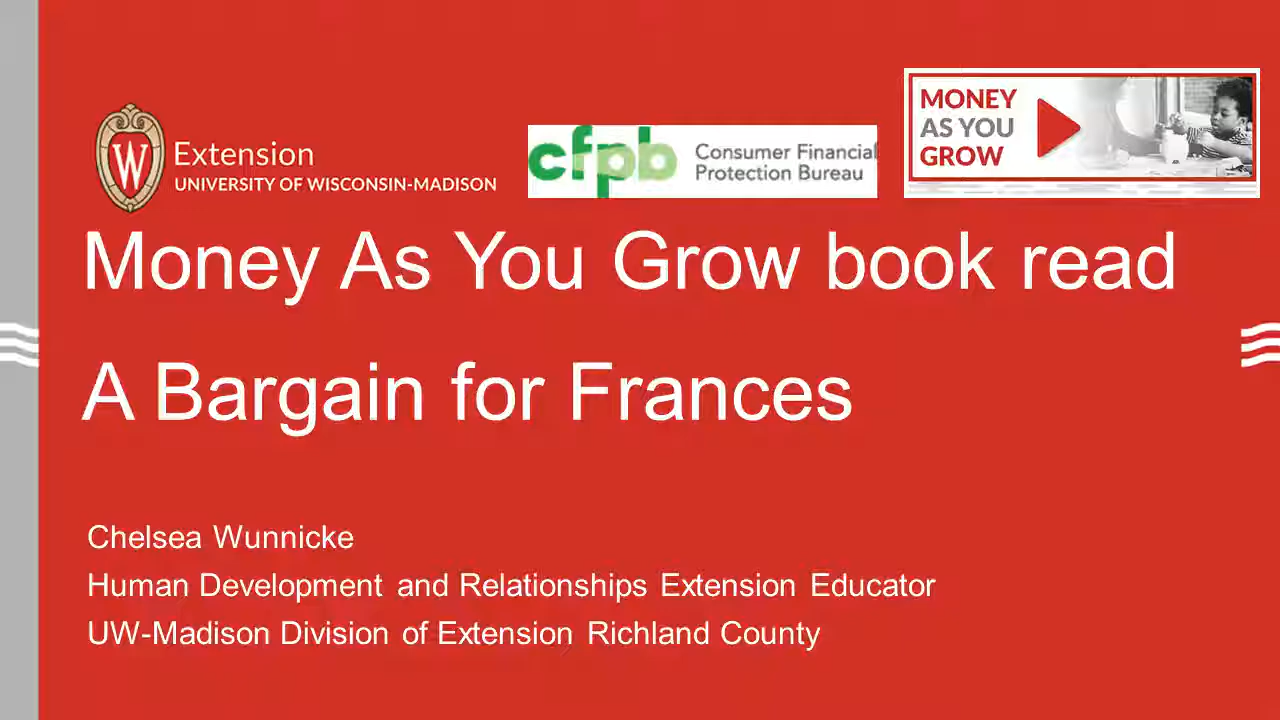 W Extension
UNIVERSITY OF WISCONSIN-MADISON
cfpb Consumer Financial
Protection Bureau
MONEY
AS YOU
GROW
Money As You Grow book read
A Bargain for Frances
Chelsea Wunnicke
Human Development and Relationships Extension Educator
UW-Madison Division of Extension Richland County